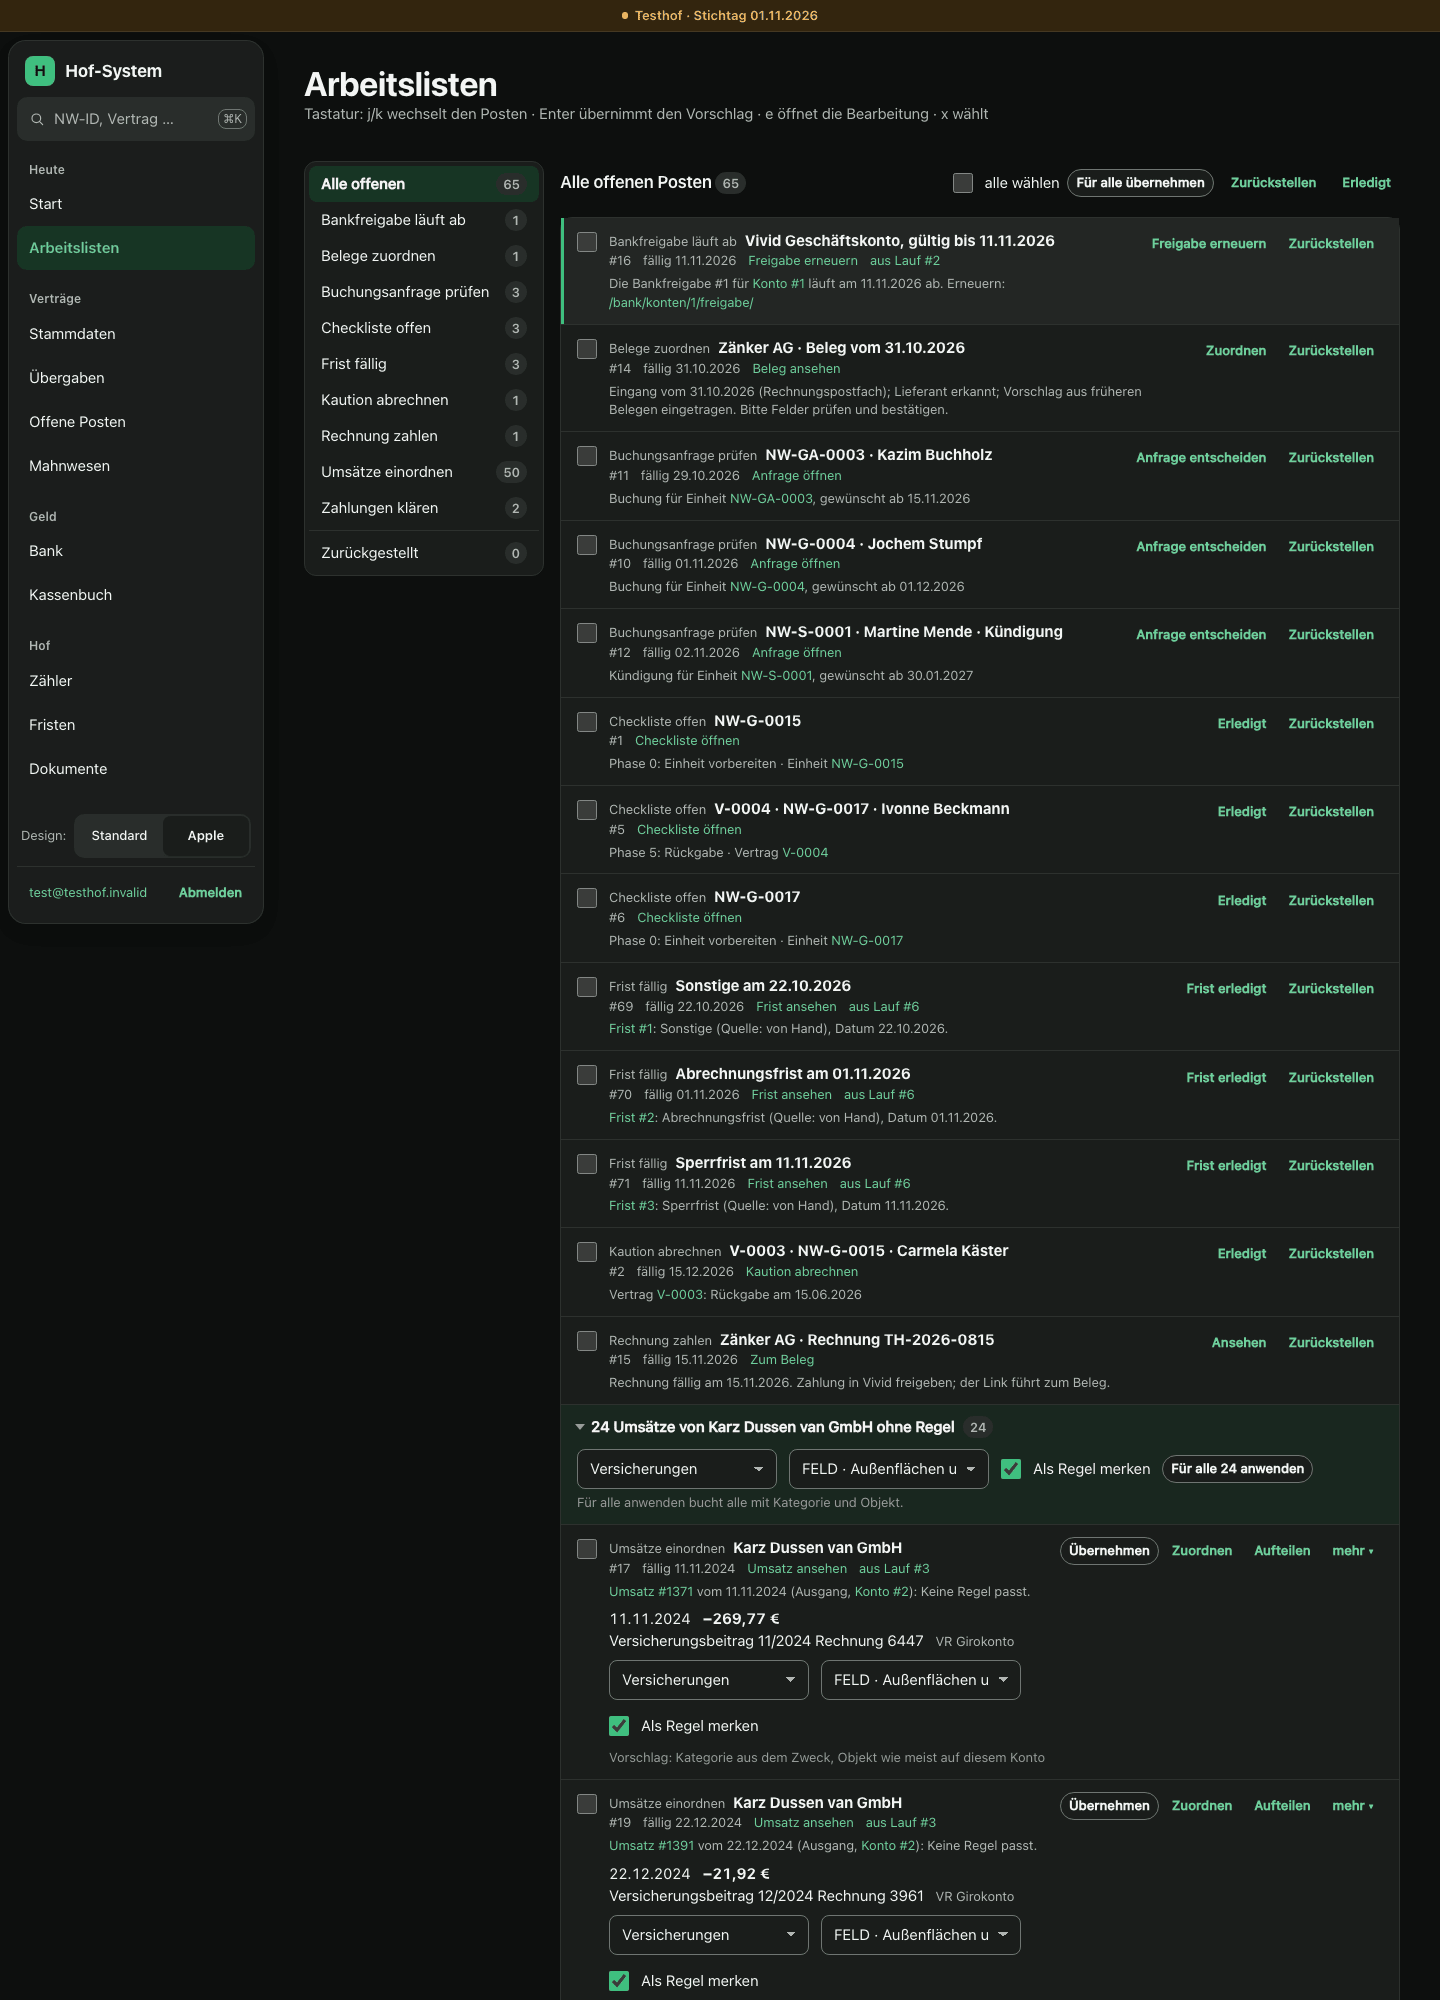 Testhof · Stichtag 01.11.2026
H Hof-System
NW-ID, Vertrag ... ⌘K
Heute
Start
Arbeitslisten
Verträge
Stammdaten
Übergaben
Offene Posten
Mahnwesen
Geld
Bank
Kassenbuch
Hof
Zähler
Fristen
Dokumente
Design: Standard Apple
test@testhof.invalid Abmelden
Arbeitslisten
Tastatur: j/k wechselt den Posten · Enter übernimmt den Vorschlag · e öffnet die Bearbeitung · x wählt
Alle offenen 65
Bankfreigabe läuft ab 1
Belege zuordnen 1
Buchungsanfrage prüfen 3
Checkliste offen 3
Frist fällig 3
Kaution abrechnen 1
Rechnung zahlen 1
Umsätze einordnen 50
Zahlungen klären 2
Zurückgestellt 0
Alle offenen Posten 65 alle wählen Für alle übernehmen Zurückstellen Erledigt
Bankfreigabe läuft ab Vivid Geschäftskonto, gültig bis 11.11.2026 Freigabe erneuern Zurückstellen
#16 fällig 11.11.2026 Freigabe erneuern aus Lauf #2
Die Bankfreigabe #1 für Konto #1 läuft am 11.11.2026 ab. Erneuern:
/bank/konten/1/freigabe/
Belege zuordnen Zänker AG · Beleg vom 31.10.2026 Zuordnen Zurückstellen
#14 fällig 31.10.2026 Beleg ansehen
Eingang vom 31.10.2026 (Rechnungspostfach); Lieferant erkannt; Vorschlag aus früheren
Belegen eingetragen. Bitte Felder prüfen und bestätigen.
Buchungsanfrage prüfen NW-GA-0003 · Kazim Buchholz Anfrage entscheiden Zurückstellen
#11 fällig 29.10.2026 Anfrage öffnen
Buchung für Einheit NW-GA-0003, gewünscht ab 15.11.2026
Buchungsanfrage prüfen NW-G-0004 · Jochem Stumpf Anfrage entscheiden Zurückstellen
#10 fällig 01.11.2026 Anfrage öffnen
Buchung für Einheit NW-G-0004, gewünscht ab 01.12.2026
Buchungsanfrage prüfen NW-S-0001 · Martine Mende · Kündigung Anfrage entscheiden Zurückstellen
#12 fällig 02.11.2026 Anfrage öffnen
Kündigung für Einheit NW-S-0001, gewünscht ab 30.01.2027
Checkliste offen NW-G-0015 Erledigt Zurückstellen
#1 Checkliste öffnen
Phase 0: Einheit vorbereiten · Einheit NW-G-0015
Checkliste offen V-0004 · NW-G-0017 · Ivonne Beckmann Erledigt Zurückstellen
#5 Checkliste öffnen
Phase 5: Rückgabe · Vertrag V-0004
Checkliste offen NW-G-0017 Erledigt Zurückstellen
#6 Checkliste öffnen
Phase 0: Einheit vorbereiten · Einheit NW-G-0017
Frist fällig Sonstige am 22.10.2026 Frist erledigt Zurückstellen
#69 fällig 22.10.2026 Frist ansehen aus Lauf #6
Frist #1: Sonstige (Quelle: von Hand), Datum 22.10.2026.
Frist fällig Abrechnungsfrist am 01.11.2026 Frist erledigt Zurückstellen
#70 fällig 01.11.2026 Frist ansehen aus Lauf #6
Frist #2: Abrechnungsfrist (Quelle: von Hand), Datum 01.11.2026.
Frist fällig Sperrfrist am 11.11.2026 Frist erledigt Zurückstellen
#71 fällig 11.11.2026 Frist ansehen aus Lauf #6
Frist #3: Sperrfrist (Quelle: von Hand), Datum 11.11.2026.
Kaution abrechnen V-0003 · NW-G-0015 · Carmela Käster Erledigt Zurückstellen
#2 fällig 15.12.2026 Kaution abrechnen
Vertrag V-0003: Rückgabe am 15.06.2026
Rechnung zahlen Zänker AG · Rechnung TH-2026-0815 Ansehen Zurückstellen
#15 fällig 15.11.2026 Zum Beleg
Rechnung fällig am 15.11.2026. Zahlung in Vivid freigeben; der Link führt zum Beleg.
24 Umsätze von Karz Dussen van GmbH ohne Regel 24
Versicherungen FELD · Außenflächen u Als Regel merken Für alle 24 anwenden
Für alle anwenden bucht alle mit Kategorie und Objekt.
Umsätze einordnen Karz Dussen van GmbH Übernehmen Zuordnen Aufteilen mehr
#17 fällig 11.11.2024 Umsatz ansehen aus Lauf #3
Umsatz #1371 vom 11.11.2024 (Ausgang, Konto #2): Keine Regel passt.
11.11.2024 −269,77 €
Versicherungsbeitrag 11/2024 Rechnung 6447 VR Girokonto
Versicherungen FELD · Außenflächen u
Als Regel merken
Vorschlag: Kategorie aus dem Zweck, Objekt wie meist auf diesem Konto
Umsätze einordnen Karz Dussen van GmbH Übernehmen Zuordnen Aufteilen mehr
#19 fällig 22.12.2024 Umsatz ansehen aus Lauf #3
Umsatz #1391 vom 22.12.2024 (Ausgang, Konto #2): Keine Regel passt.
22.12.2024 −21,92 €
Versicherungsbeitrag 12/2024 Rechnung 3961 VR Girokonto
Versicherungen FELD · Außenflächen u
Als Regel merken